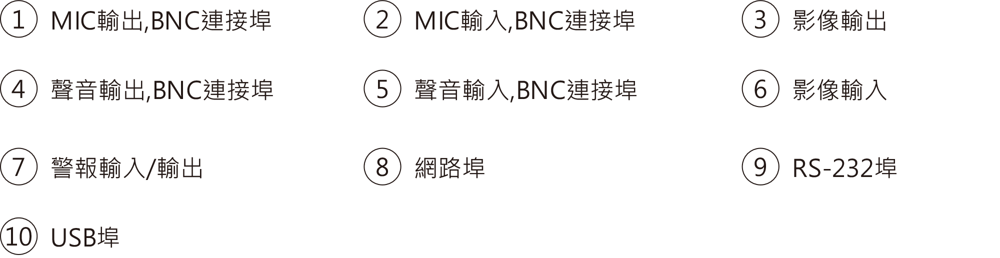 ① MIC輸出,BNC連接埠 ② MIC輸入,BNC連接埠 ③ 影像輸出
④ 聲音輸出,BNC連接埠 ⑤ 聲音輸入,BNC連接埠 ⑥ 影像輸入
⑦ 警報輸入/輸出 ⑧ 網路埠 ⑨ RS-232埠
⑩ USB埠